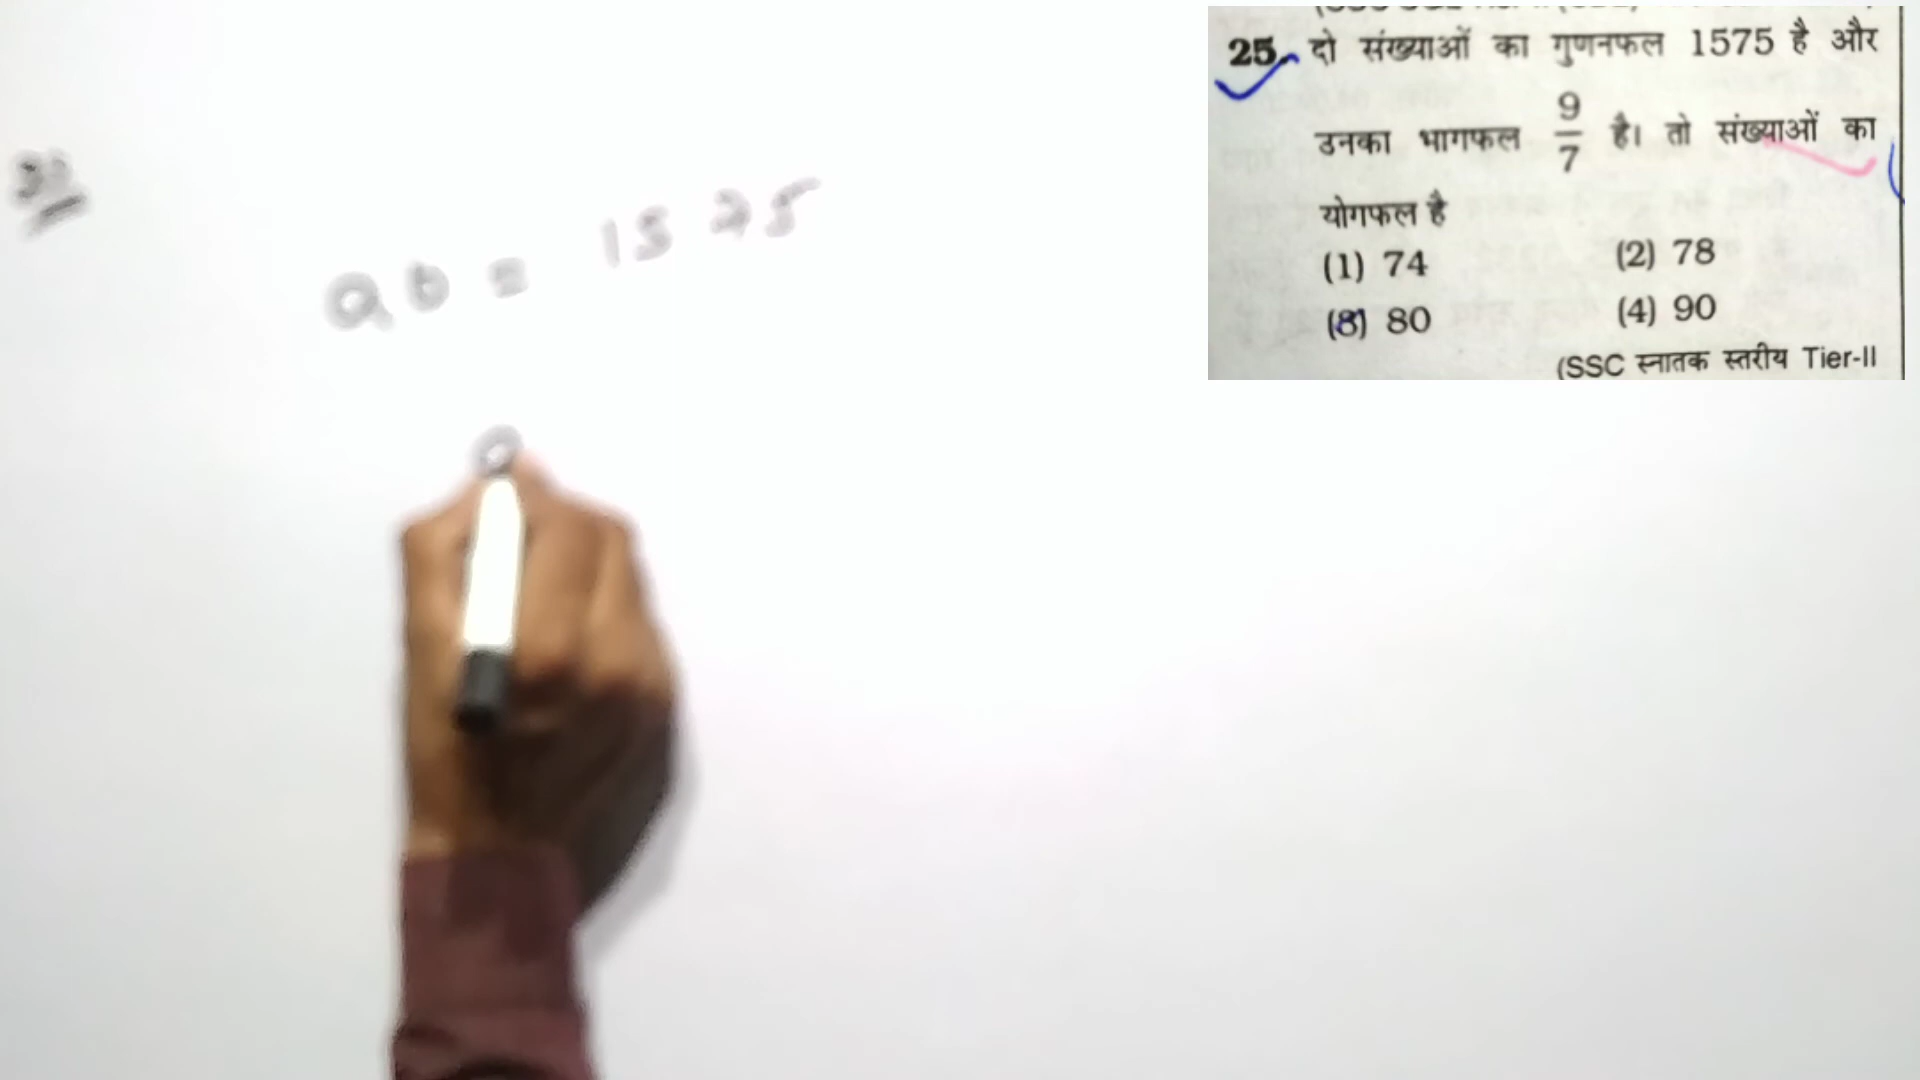 ab = 1575
a
25. दो संख्याओं का गुणनफल 1575 है और
उनका भागफल 9/7 है। तो संख्याओं का
योगफल है
(1) 74 (2) 78
(3) 80 (4) 90
(SSC स्नातक स्तरीय Tier-II